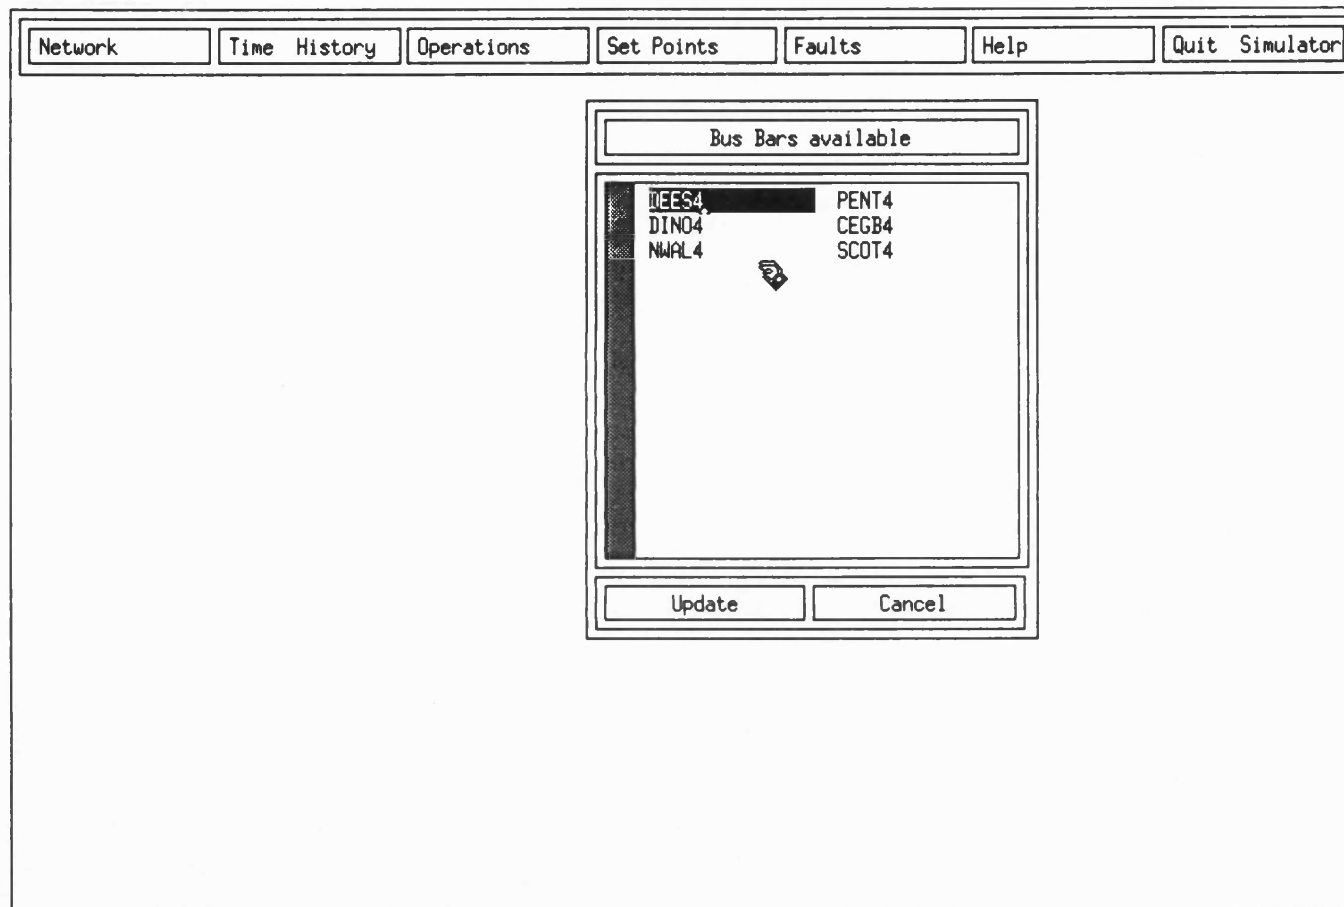 Network Time History Operations Set Points Faults Help Quit Simulator
Bus Bars available
DEES4 PENT4
DINO4 CEGB4
NWAL4 SCOT4
Update Cancel